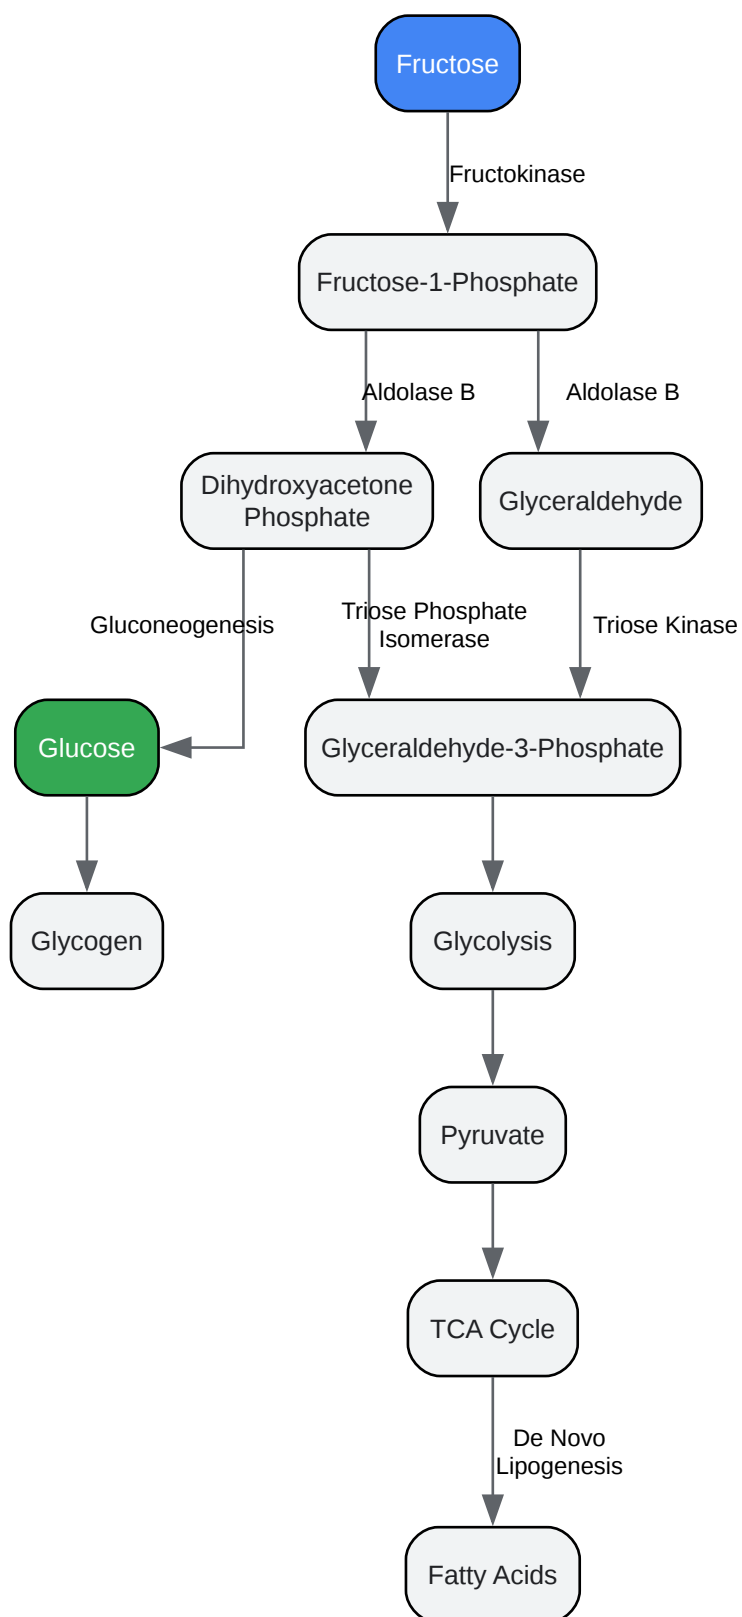 Fructose
Fructokinase
Fructose-1-Phosphate
Aldolase B
Aldolase B
Dihydroxyacetone
Phosphate
Glyceraldehyde
Gluconeogenesis
Triose Phosphate
Isomerase
Triose Kinase
Glucose
Glyceraldehyde-3-Phosphate
Glycogen
Glycolysis
Pyruvate
TCA Cycle
De Novo
Lipogenesis
Fatty Acids